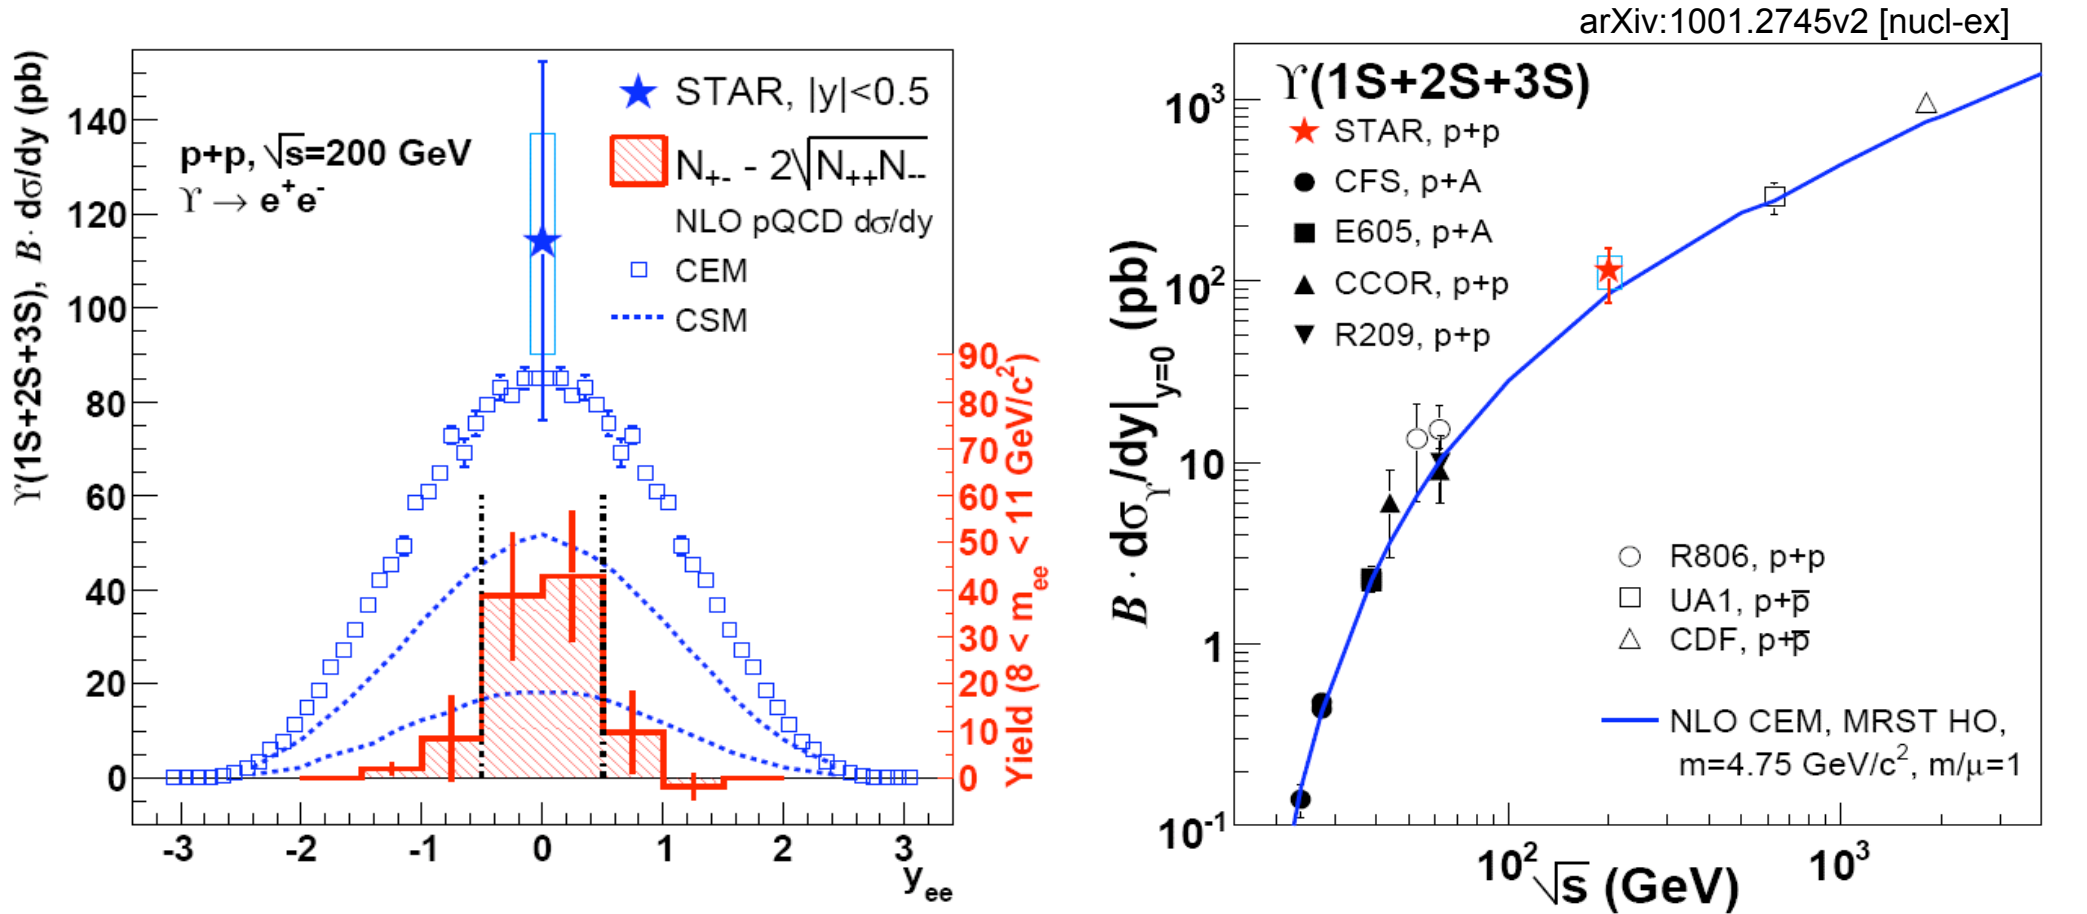 arXiv:1001.2745v2 [nucl-ex]
ϒ(1S+2S+3S), B· dσ/dy (pb)
140
120
100
80
60
40
20
0
p+p, √s=200 GeV
ϒ → e⁺e⁻
STAR, |y|<0.5
N₊₋ - 2√N₊₊N₋₋
NLO pQCD dσ/dy
CEM
CSM
90
80
70
60
50
40
30
20
10
0
Yield (8 < mₑₑ < 11 GeV/c²)
-3 -2 -1 0 1 2 3
yₑₑ
B · dσ_ϒ/dy|_{y=0} (pb)
10³
10²
10
1
10⁻¹
ϒ(1S+2S+3S)
STAR, p+p
CFS, p+A
E605, p+A
CCOR, p+p
R209, p+p
R806, p+p
UA1, p+p̄
CDF, p+p̄
NLO CEM, MRST HO,
m=4.75 GeV/c², m/μ=1
10² 10³
√s (GeV)